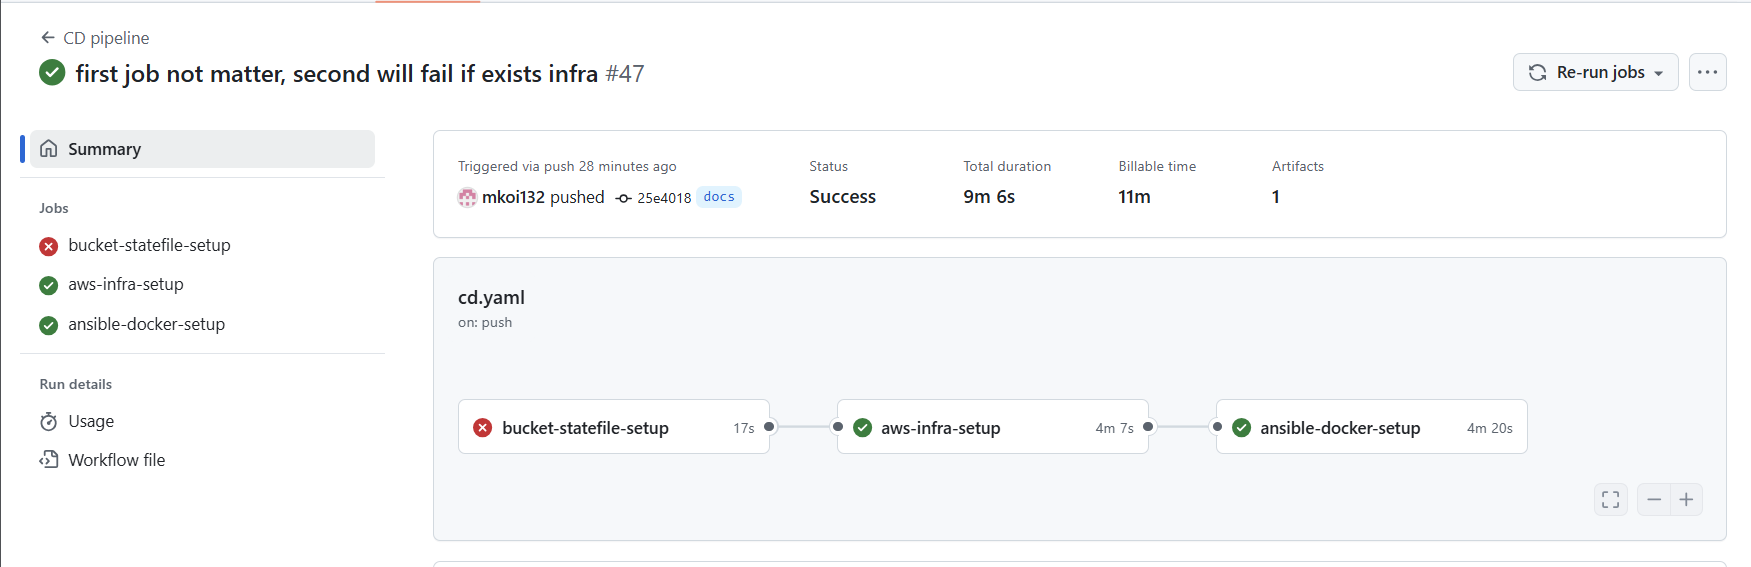 CD pipeline
first job not matter, second will fail if exists infra #47
Re-run jobs
Summary
Jobs
bucket-statefile-setup
aws-infra-setup
ansible-docker-setup
Run details
Usage
Workflow file
Triggered via push 28 minutes ago
mkoi132 pushed 25e4018 docs
Status
Success
Total duration
9m 6s
Billable time
11m
Artifacts
1
cd.yaml
on: push
bucket-statefile-setup 17s
aws-infra-setup 4m 7s
ansible-docker-setup 4m 20s